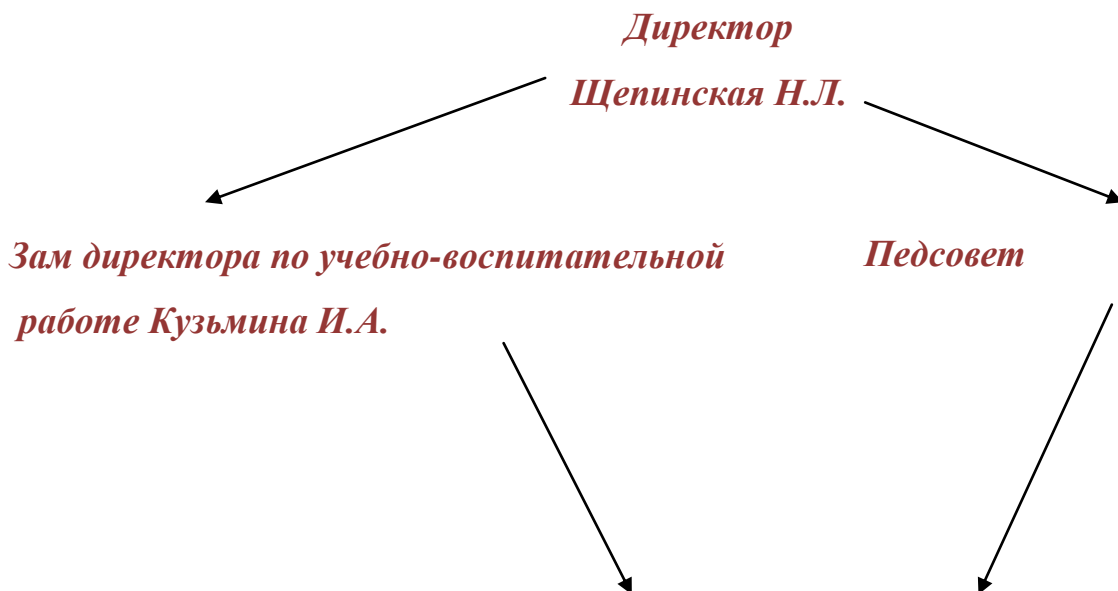 Директор
Щепинская Н.Л.
Зам директора по учебно-воспитательной
работе Кузьмина И.А.
Педсовет